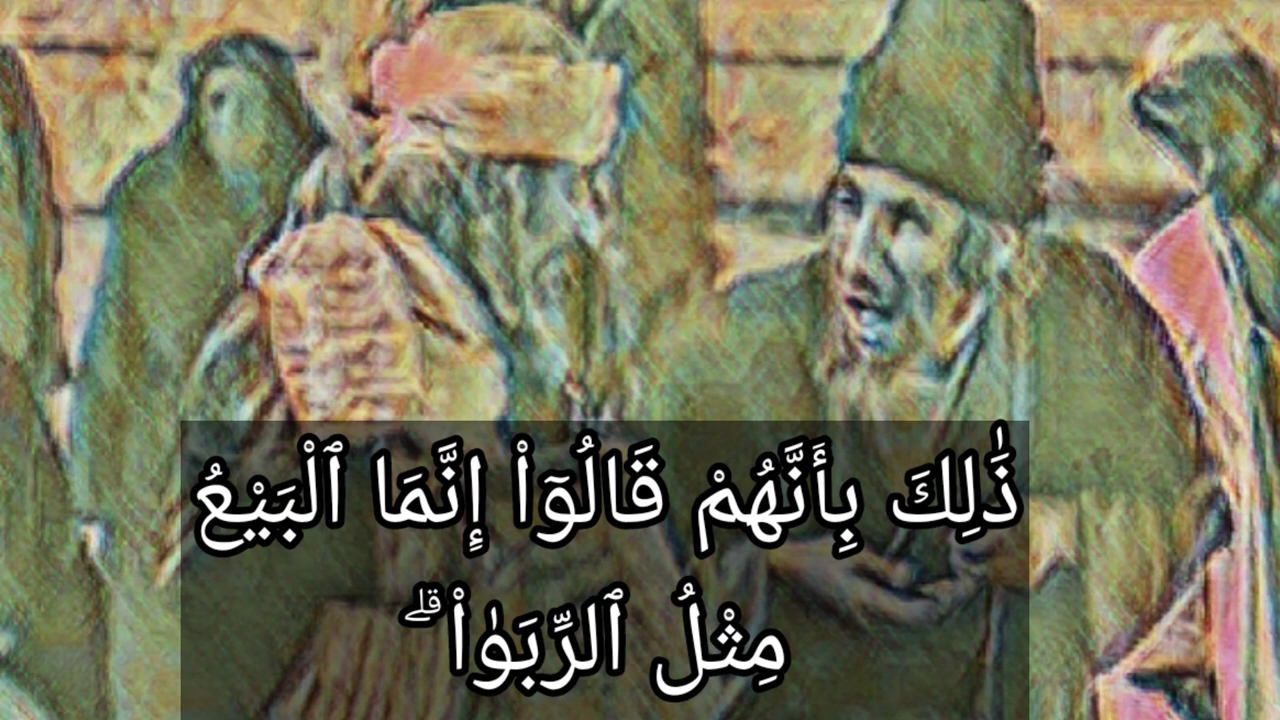 ذَٰلِكَ بِأَنَّهُمْ قَالُوٓا۟ إِنَّمَا ٱلْبَيْعُ
مِثْلُ ٱلرِّبَوٰا۟ ۗ